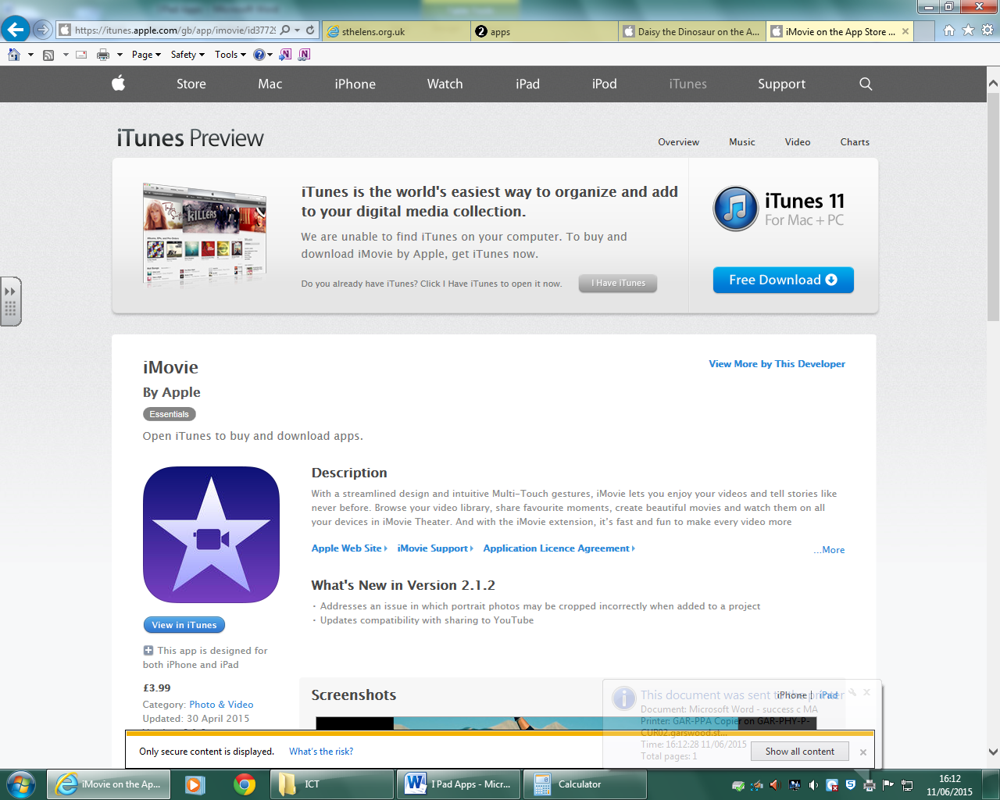 I Pad Apps - Microsoft Word
https://itunes.apple.com/gb/app/imovie/id3772
sthelens.org.uk
apps
Daisy the Dinosaur on the A...
iMovie on the App Store ...
Page
Safety
Tools
Store
Mac
iPhone
Watch
iPad
iPod
iTunes
Support
iTunes Preview
Overview
Music
Video
Charts
iTunes is the world's easiest way to organize and add
to your digital media collection.
We are unable to find iTunes on your computer. To buy and
download iMovie by Apple, get iTunes now.
Do you already have iTunes? Click I Have iTunes to open it now.
I Have iTunes
KILLERS
iTunes 11
For Mac + PC
Free Download
iMovie
View More by This Developer
By Apple
Essentials
Open iTunes to buy and download apps.
Description
With a streamlined design and intuitive Multi-Touch gestures, iMovie lets you enjoy your videos and tell stories like
never before. Browse your video library, share favourite moments, create beautiful movies and watch them on all
your devices in iMovie Theater. And with the iMovie extension, it's fast and fun to make every video more
Apple Web Site
iMovie Support
Application Licence Agreement
...More
What's New in Version 2.1.2
· Addresses an issue in which portrait photos may be cropped incorrectly when added to a project
· Updates compatibility with sharing to YouTube
View in iTunes
This app is designed for
both iPhone and iPad
£3.99
Category: Photo & Video
Updated: 30 April 2015
Screenshots
iPhone | iPad
This document was sent to the printer
Document: Microsoft Word - success c MA
Printer: GAR-PPA Copier on GAR-PHY-P-
CUR02.garswood.st...
Time: 16:12:28 11/06/2015
Total pages: 1
Only secure content is displayed.
What's the risk?
Show all content
iMovie on the Ap...
ICT
I Pad Apps - Micr...
Calculator
16:12
11/06/2015